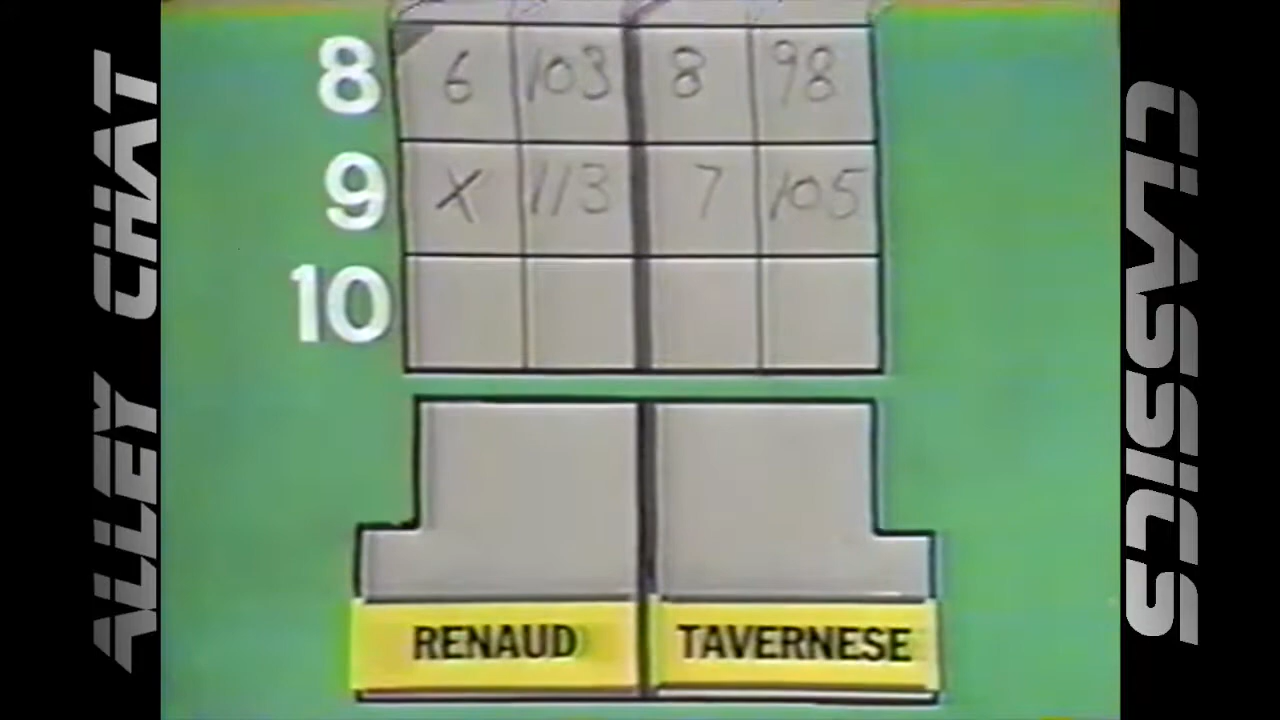 ALLEY CHAT
8 6 103 8 98
9 X 113 7 105
10
RENAUD TAVERNESE
CLASSICS